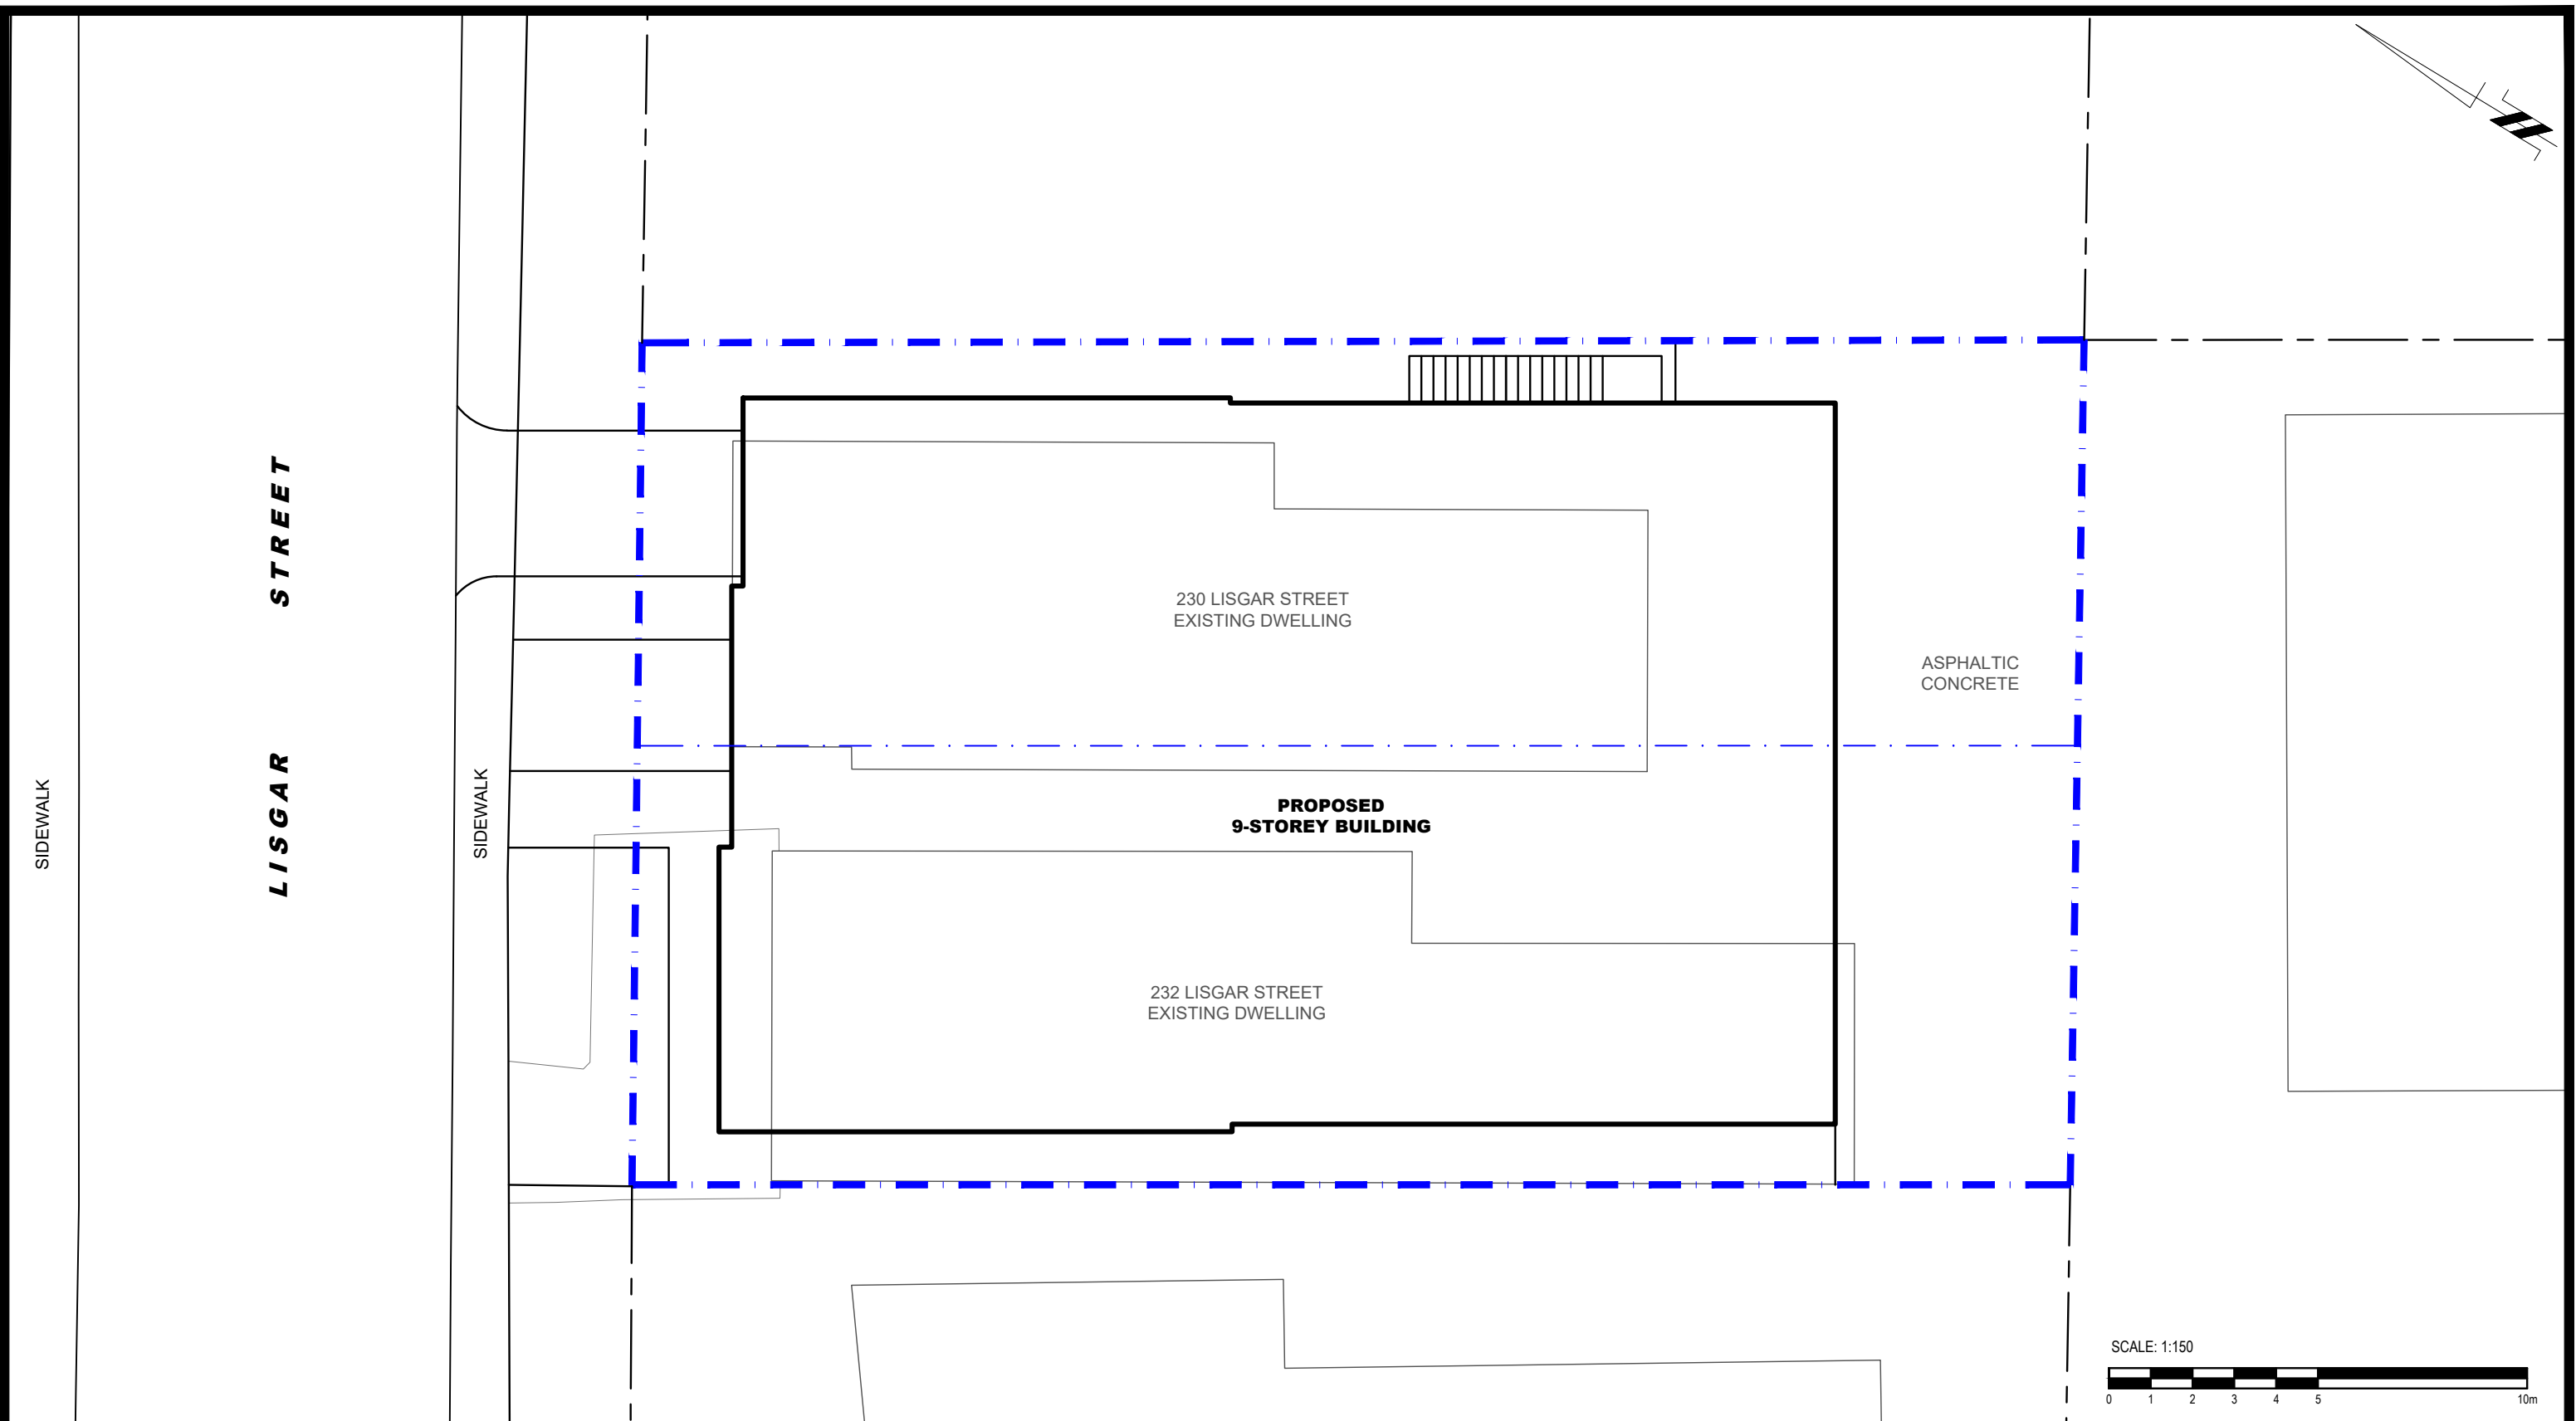 SIDEWALK
LISGAR STREET
SIDEWALK
230 LISGAR STREET
EXISTING DWELLING
ASPHALTIC
CONCRETE
PROPOSED
9-STOREY BUILDING
232 LISGAR STREET
EXISTING DWELLING
SCALE: 1:150
0 1 2 3 4 5 10m